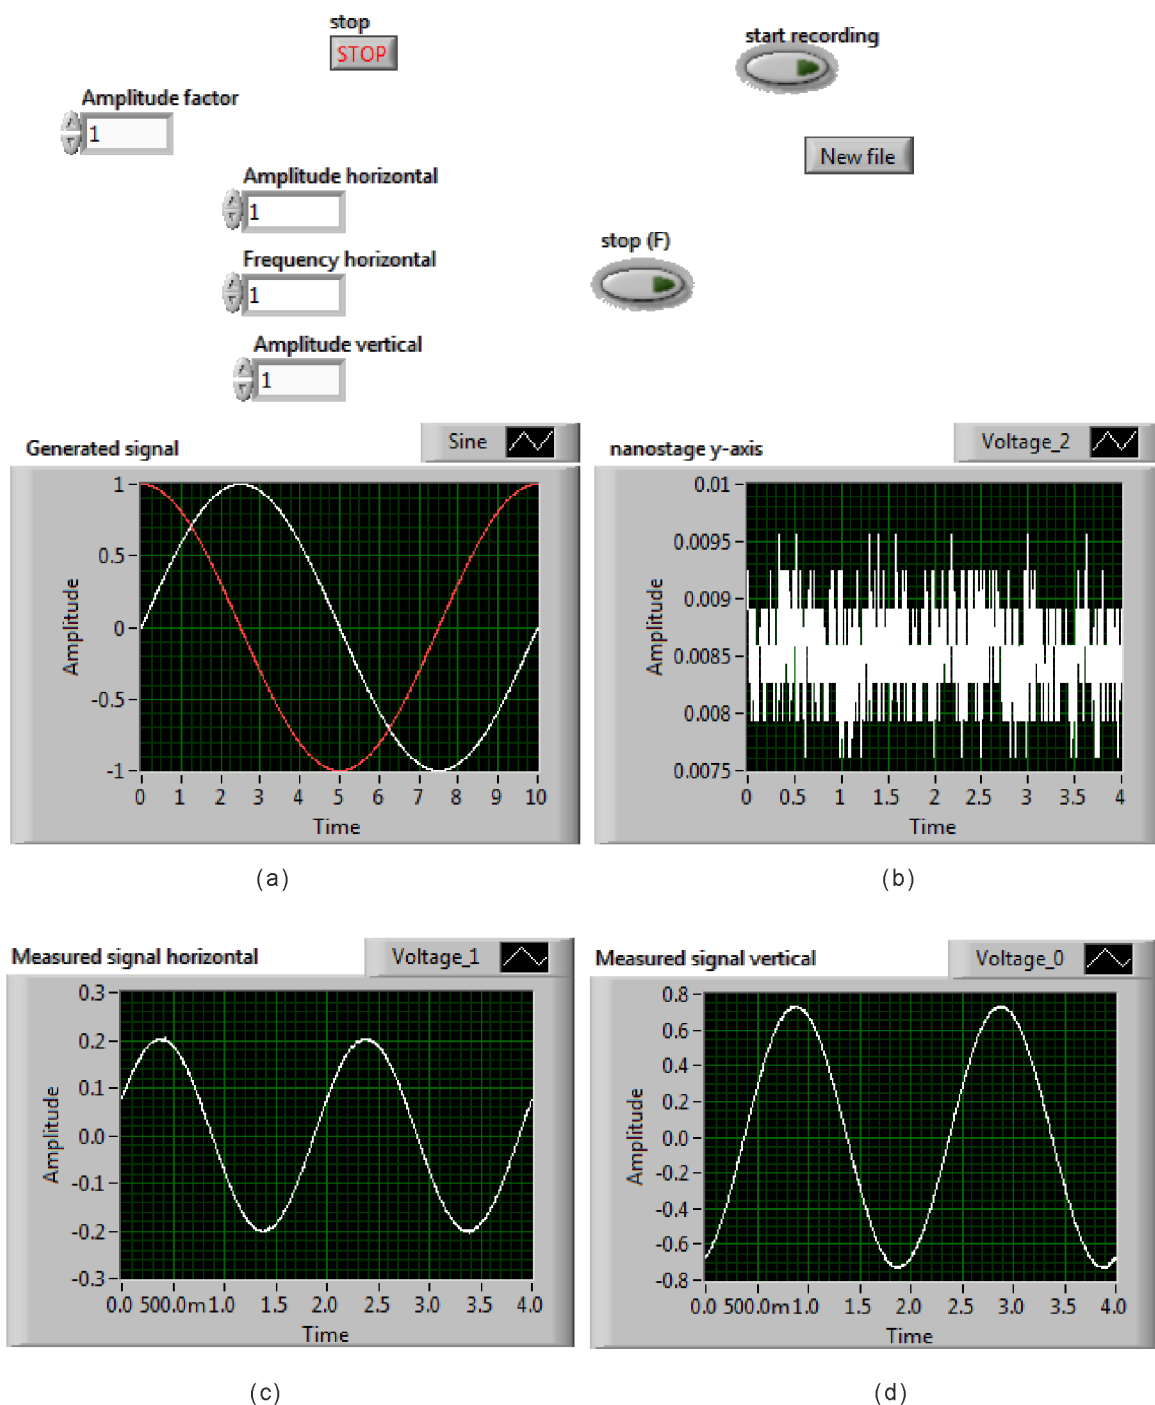 stop
STOP
start recording
Amplitude factor
1
New file
Amplitude horizontal
1
stop (F)
Frequency horizontal
1
Amplitude vertical
1
Generated signal
Sine
1
0.5
0
-0.5
-1
Amplitude
0 1 2 3 4 5 6 7 8 9 10
Time
(a)
nanostage y-axis
Voltage_2
0.01
0.0095
0.009
0.0085
0.008
0.0075
Amplitude
0 0.5 1 1.5 2 2.5 3 3.5 4
Time
(b)
Measured signal horizontal
Voltage_1
0.3
0.2
0.1
0.0
-0.1
-0.2
-0.3
Amplitude
0.0 500.0m 1.0 1.5 2.0 2.5 3.0 3.5 4.0
Time
(c)
Measured signal vertical
Voltage_0
0.8
0.6
0.4
0.2
0.0
-0.2
-0.4
-0.6
-0.8
Amplitude
0.0 500.0m 1.0 1.5 2.0 2.5 3.0 3.5 4.0
Time
(d)